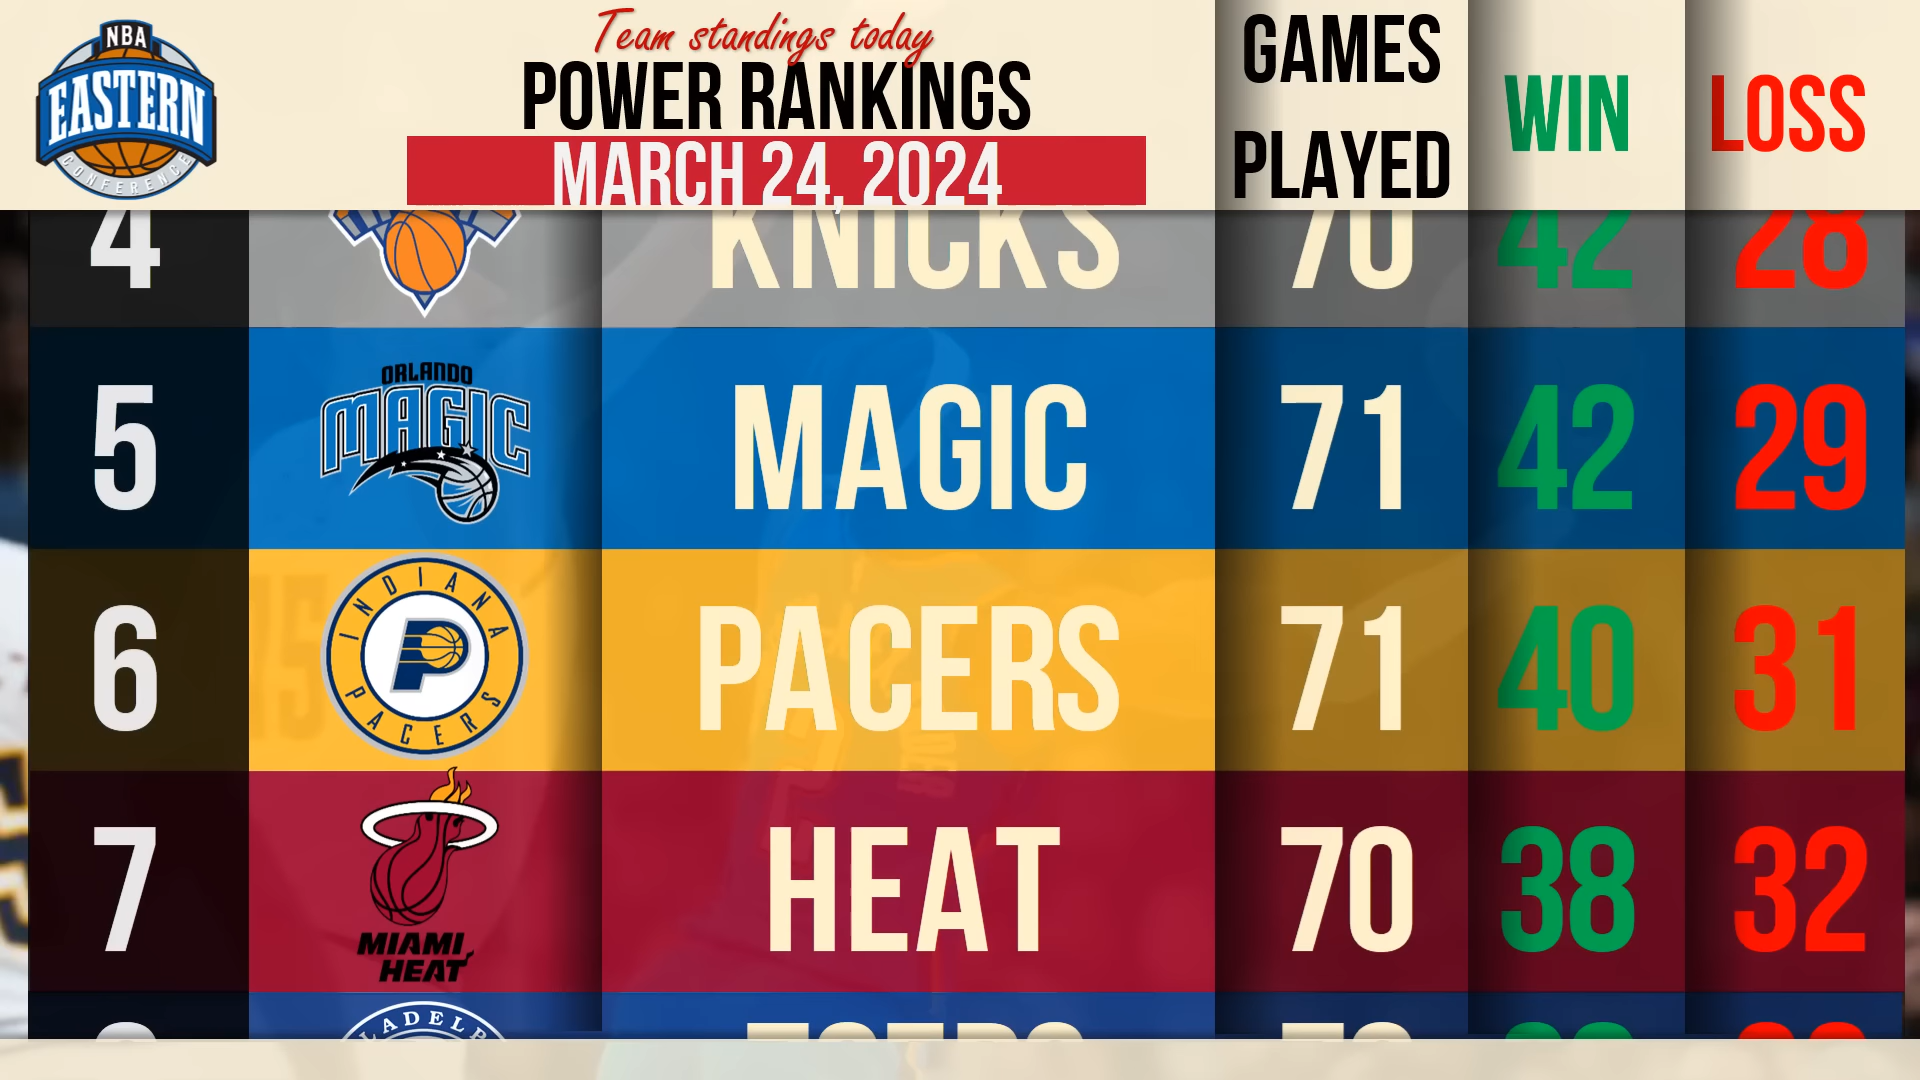 NBA
EASTERN
CONFERENCE
Team standings today
POWER RANKINGS
MARCH 24, 2024
GAMES
PLAYED
WIN
LOSS
4 KNICKS 70 42 28
5 ORLANDO MAGIC MAGIC 71 42 29
6 INDIANA PACERS PACERS 71 40 31
7 MIAMI HEAT HEAT 70 38 32